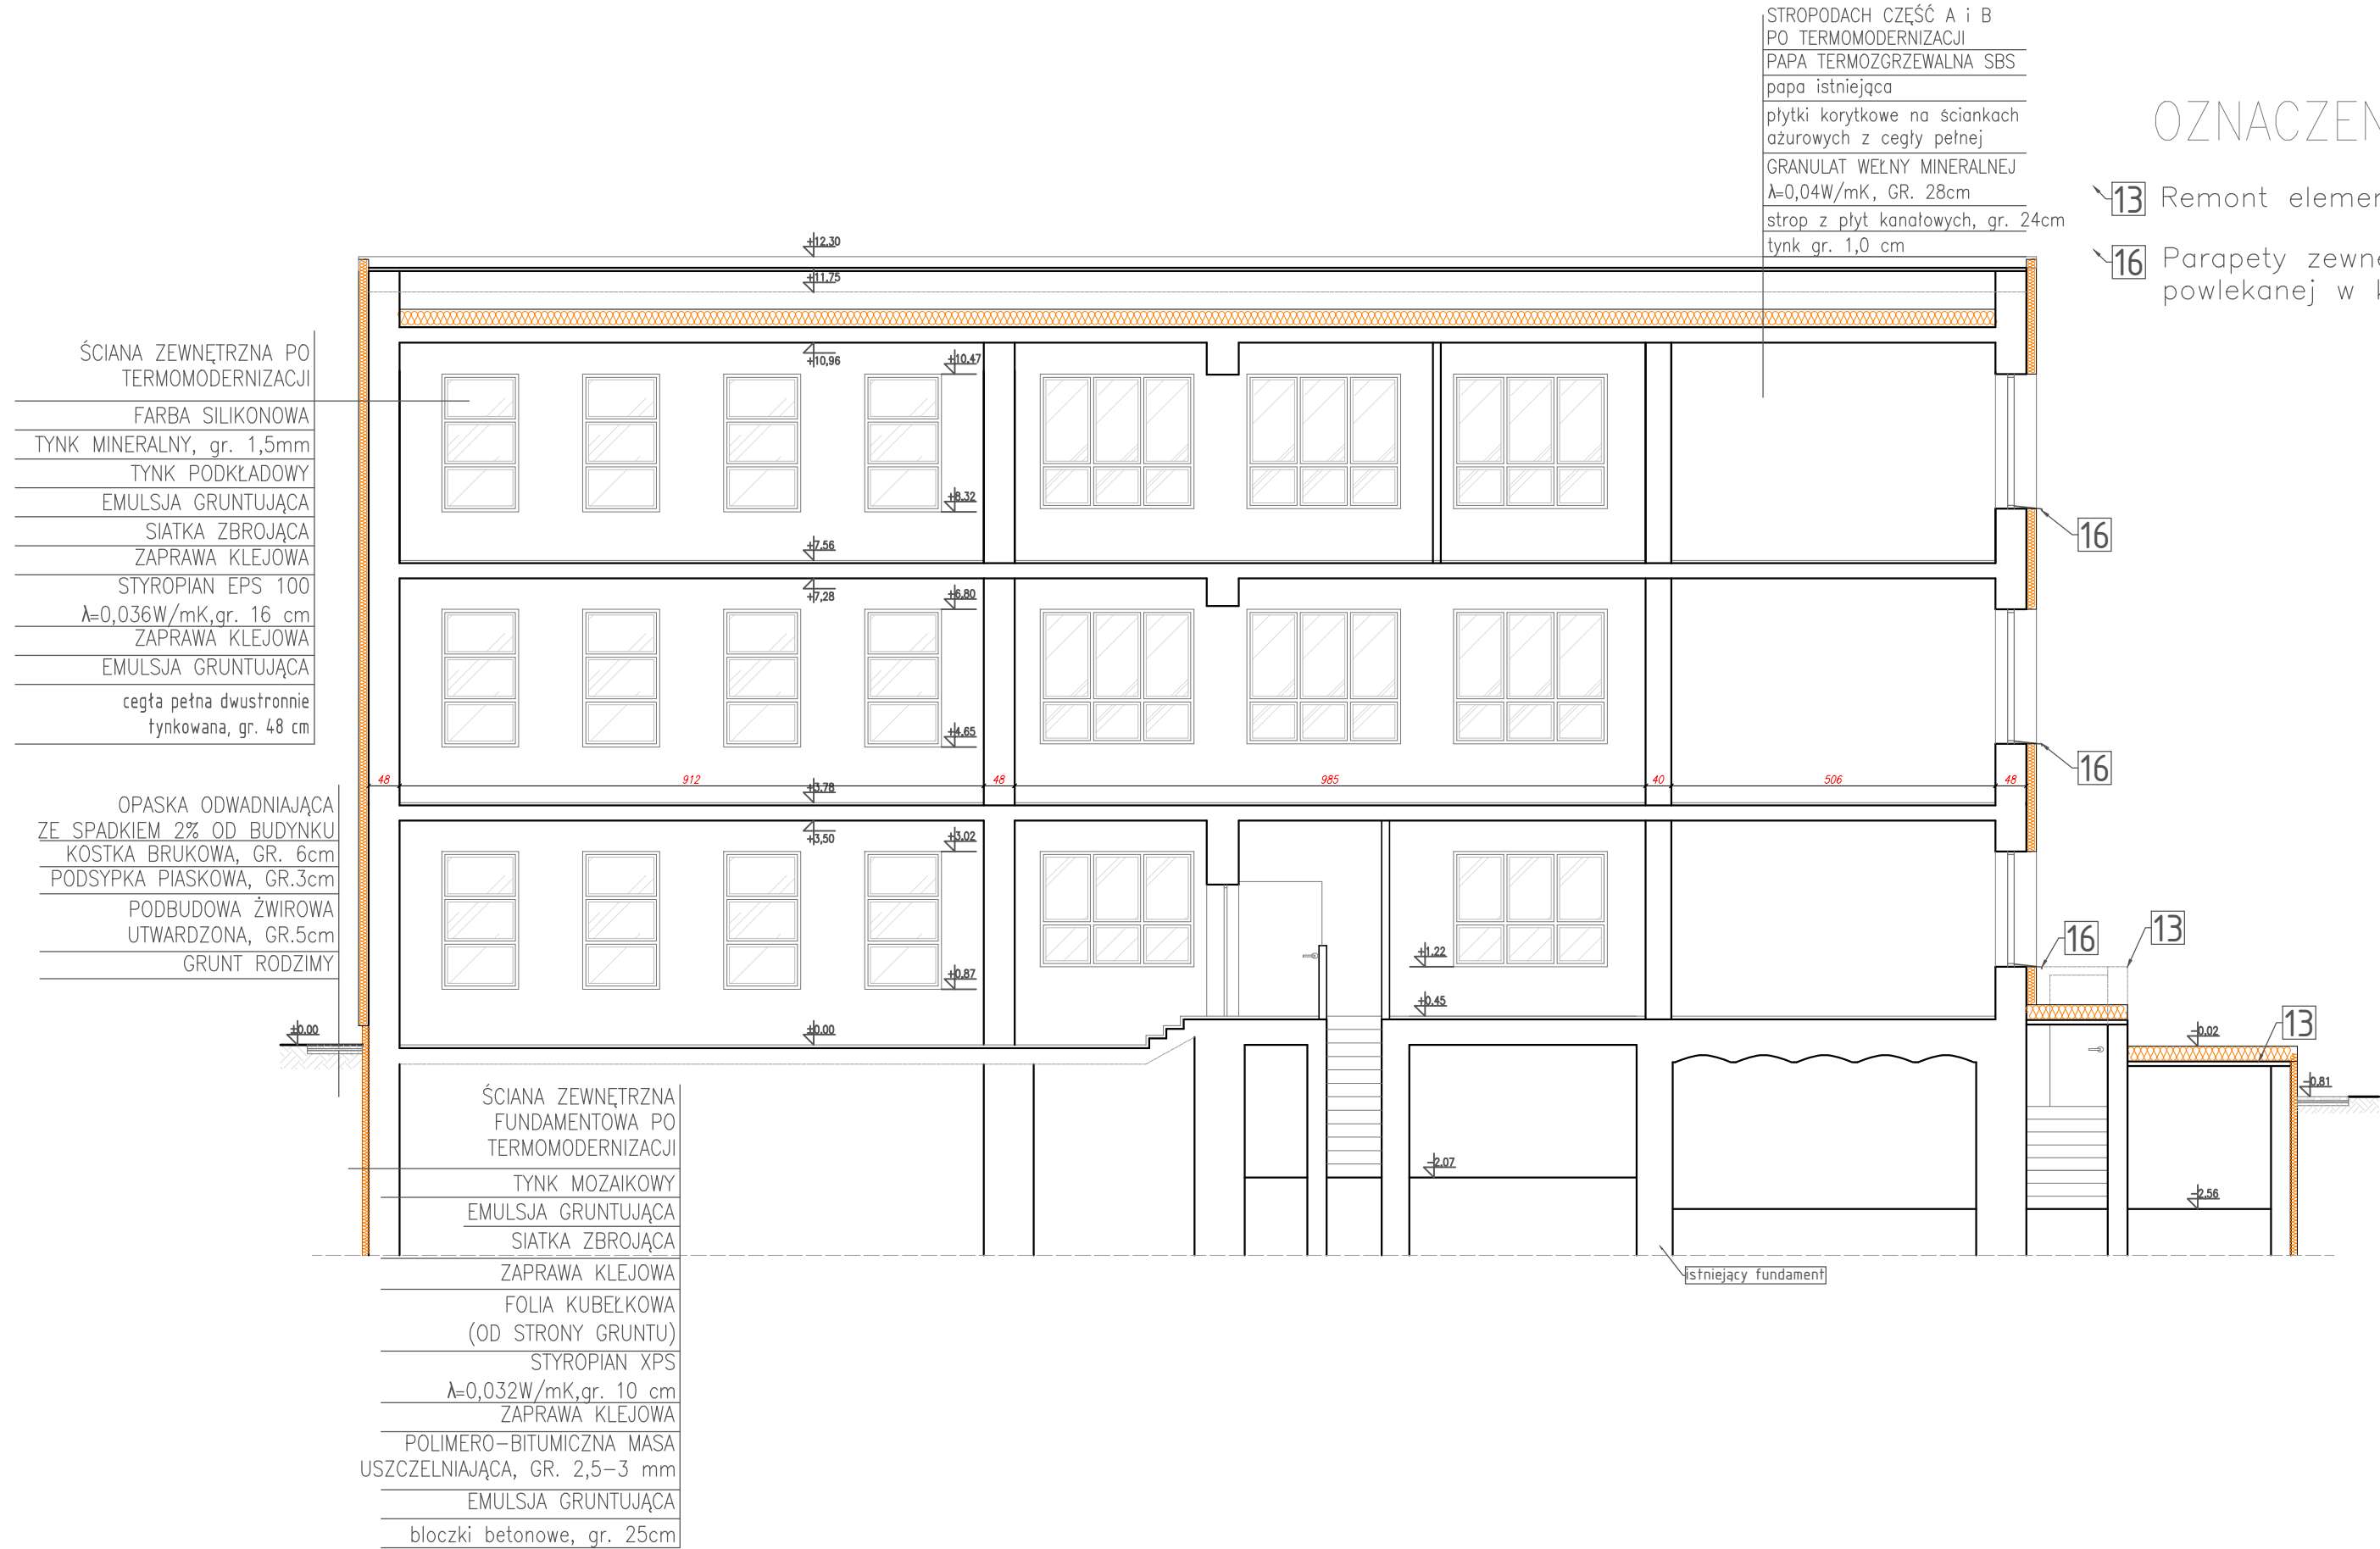 STROPODACH CZĘŚĆ A i B
PO TERMOMODERNIZACJI
PAPA TERMOZGRZEWALNA SBS
papa istniejąca
płytki korytkowe na ściankach
ażurowych z cegły pełnej
GRANULAT WEŁNY MINERALNEJ
λ=0,04W/mK, GR. 28cm
strop z płyt kanałowych, gr. 24cm
tynk gr. 1,0 cm
OZNACZEN
13 Remont elemen
16 Parapety zewnę
powlekanej w k
+12.30
+11.75
+10,96
+10.47
+8.32
+7.56
16
+7,28
+6.80
+4.65
16
48
912
48
985
40
506
48
+3.78
+3,50
+3.02
+1.22
+0.87
+0.45
16
13
±0.00
±0.00
-0.02
13
-0.81
-2.07
-2.56
istniejący fundament
ŚCIANA ZEWNĘTRZNA PO
TERMOMODERNIZACJI
FARBA SILIKONOWA
TYNK MINERALNY, gr. 1,5mm
TYNK PODKŁADOWY
EMULSJA GRUNTUJĄCA
SIATKA ZBROJĄCA
ZAPRAWA KLEJOWA
STYROPIAN EPS 100
λ=0,036W/mK,gr. 16 cm
ZAPRAWA KLEJOWA
EMULSJA GRUNTUJĄCA
cegła pełna dwustronnie
tynkowana, gr. 48 cm
OPASKA ODWADNIAJĄCA
ZE SPADKIEM 2% OD BUDYNKU
KOSTKA BRUKOWA, GR. 6cm
PODSYPKA PIASKOWA, GR.3cm
PODBUDOWA ŻWIROWA
UTWARDZONA, GR.5cm
GRUNT RODZIMY
ŚCIANA ZEWNĘTRZNA
FUNDAMENTOWA PO
TERMOMODERNIZACJI
TYNK MOZAIKOWY
EMULSJA GRUNTUJĄCA
SIATKA ZBROJĄCA
ZAPRAWA KLEJOWA
FOLIA KUBEŁKOWA
(OD STRONY GRUNTU)
STYROPIAN XPS
λ=0,032W/mK,gr. 10 cm
ZAPRAWA KLEJOWA
POLIMERO-BITUMICZNA MASA
USZCZELNIAJĄCA, GR. 2,5-3 mm
EMULSJA GRUNTUJĄCA
bloczki betonowe, gr. 25cm